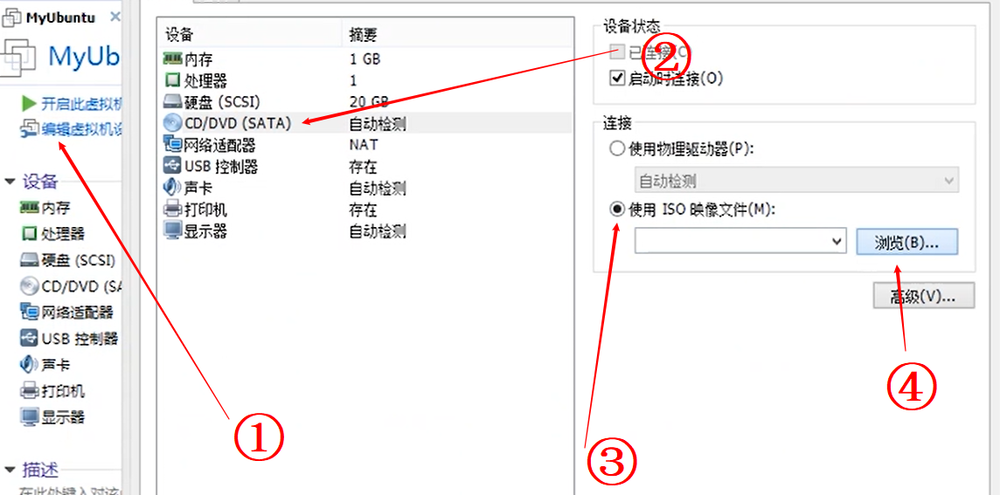 MyUbuntu
MyUb
开启此虚拟机
编辑虚拟机设
设备
内存
处理器
硬盘 (SCSI)
CD/DVD (SA
网络适配器
USB 控制器
声卡
打印机
显示器
描述
在此处键入对该
①
设备 摘要
内存 1 GB
处理器 1
硬盘 (SCSI) 20 GB
CD/DVD (SATA) 自动检测
网络适配器 NAT
USB 控制器 存在
声卡 自动检测
打印机 存在
显示器 自动检测
设备状态
已连接(C)
②
启动时连接(O)
连接
使用物理驱动器(P):
自动检测
使用 ISO 映像文件(M):
浏览(B)...
高级(V)...
④
③